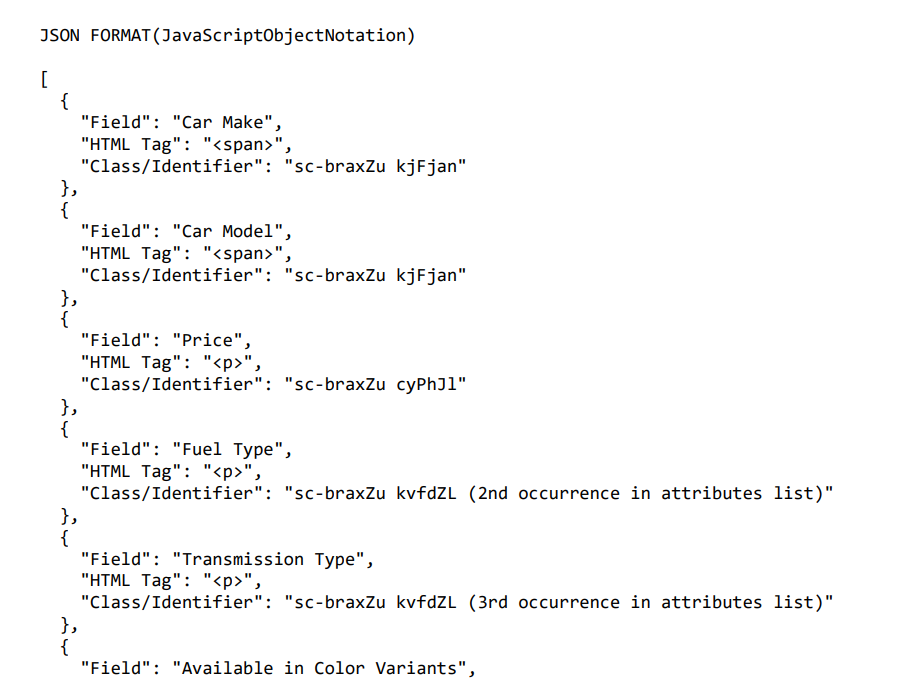 JSON FORMAT(JavaScriptObjectNotation)
[
  {
    "Field": "Car Make",
    "HTML Tag": "<span>",
    "Class/Identifier": "sc-braxZu kjFjan"
  },
  {
    "Field": "Car Model",
    "HTML Tag": "<span>",
    "Class/Identifier": "sc-braxZu kjFjan"
  },
  {
    "Field": "Price",
    "HTML Tag": "<p>",
    "Class/Identifier": "sc-braxZu cyPhJl"
  },
  {
    "Field": "Fuel Type",
    "HTML Tag": "<p>",
    "Class/Identifier": "sc-braxZu kvfdZL (2nd occurrence in attributes list)"
  },
  {
    "Field": "Transmission Type",
    "HTML Tag": "<p>",
    "Class/Identifier": "sc-braxZu kvfdZL (3rd occurrence in attributes list)"
  },
  {
    "Field": "Available in Color Variants",